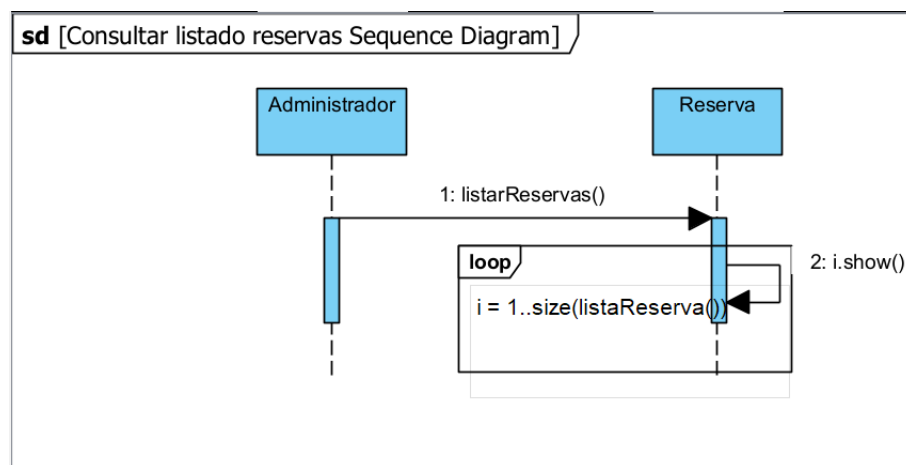 sd [Consultar listado reservas Sequence Diagram]
Administrador
Reserva
1: listarReservas()
loop
2: i.show()
i = 1..size(listaReserva())